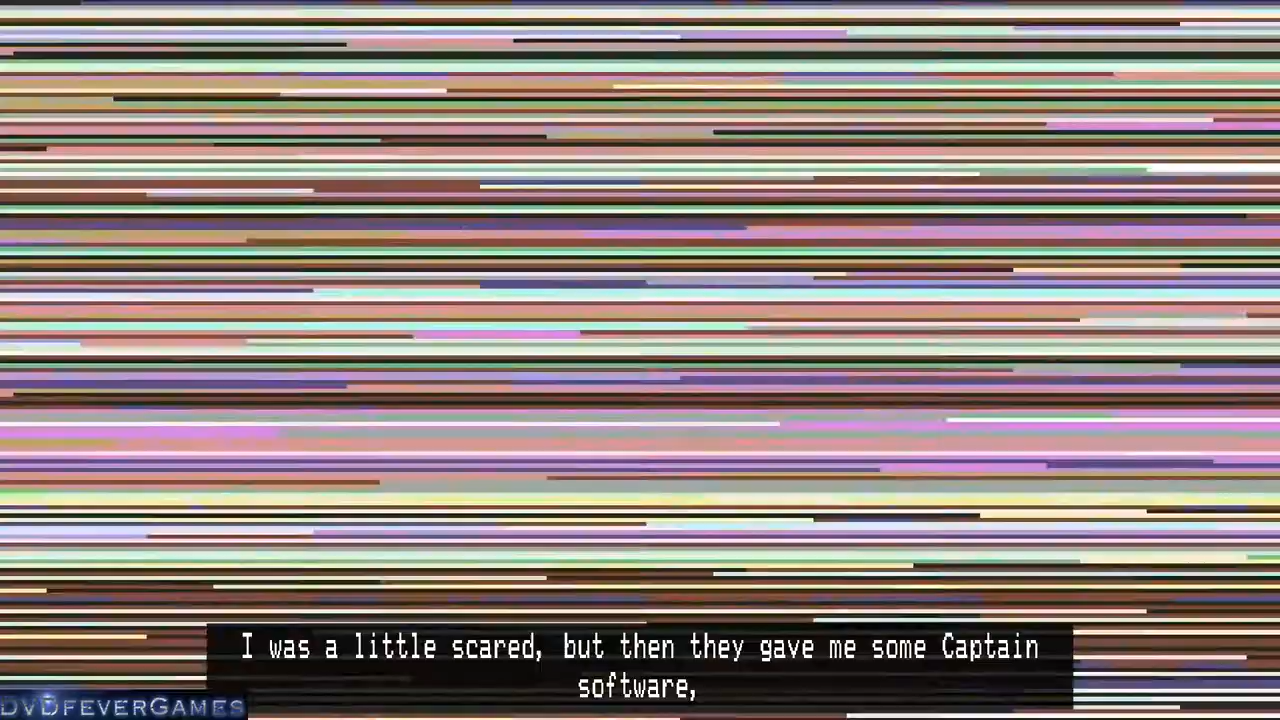 I was a little scared, but then they gave me some Captain
software,
DVDFEVERGAMES